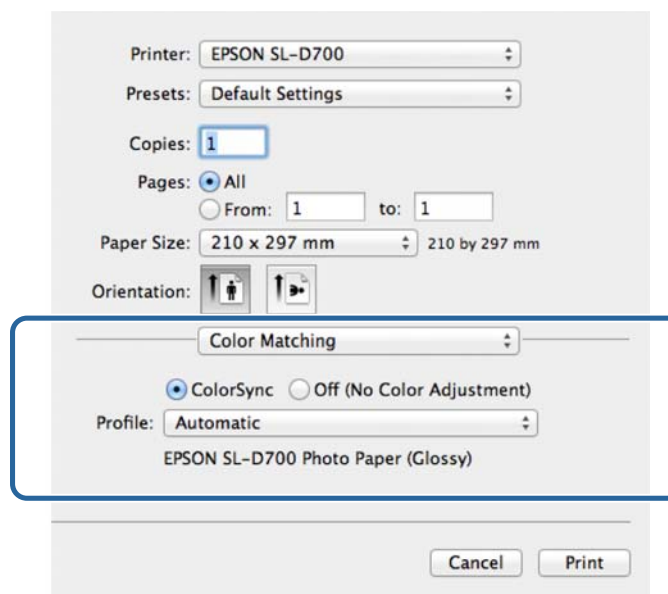 Printer: EPSON SL-D700
Presets: Default Settings
Copies: 1
Pages: All
From: 1 to: 1
Paper Size: 210 x 297 mm 210 by 297 mm
Orientation:
Color Matching
ColorSync Off (No Color Adjustment)
Profile: Automatic
EPSON SL-D700 Photo Paper (Glossy)
Cancel Print